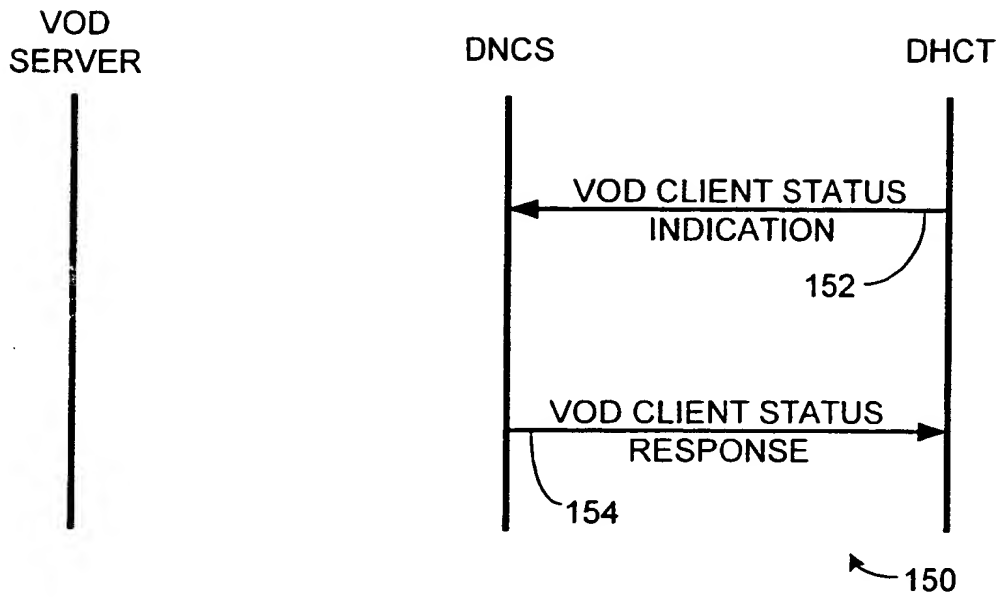 VOD
SERVER
DNCS
DHCT
VOD CLIENT STATUS
INDICATION
152
VOD CLIENT STATUS
RESPONSE
154
150